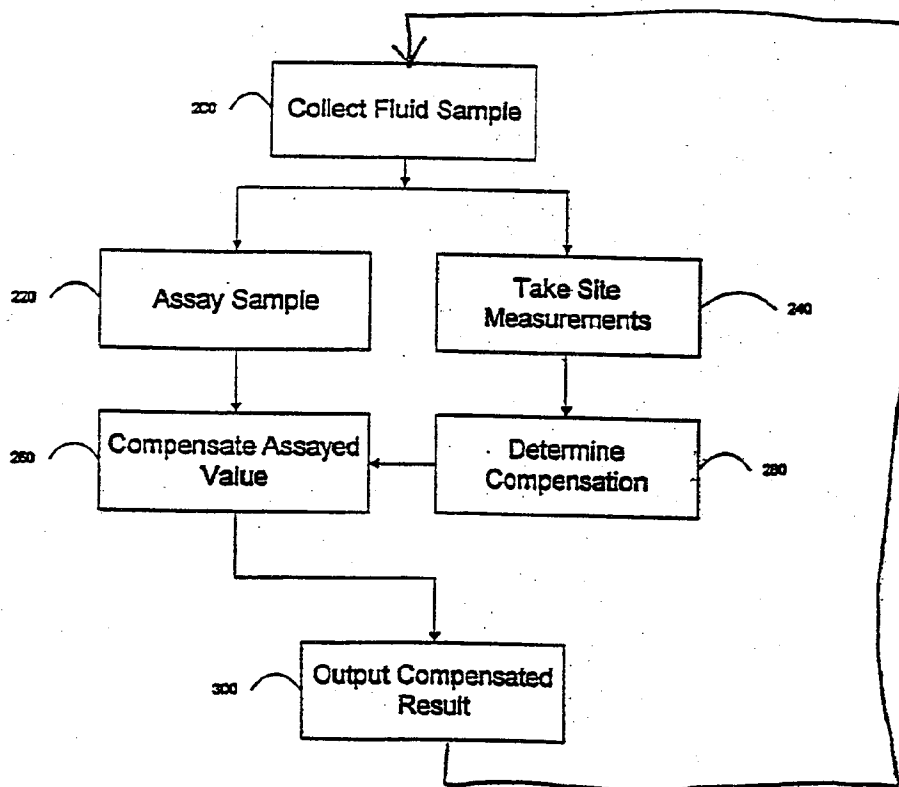 200
Collect Fluid Sample
220
Assay Sample
Take Site
Measurements
240
260
Compensate Assayed
Value
Determine
Compensation
280
300
Output Compensated
Result